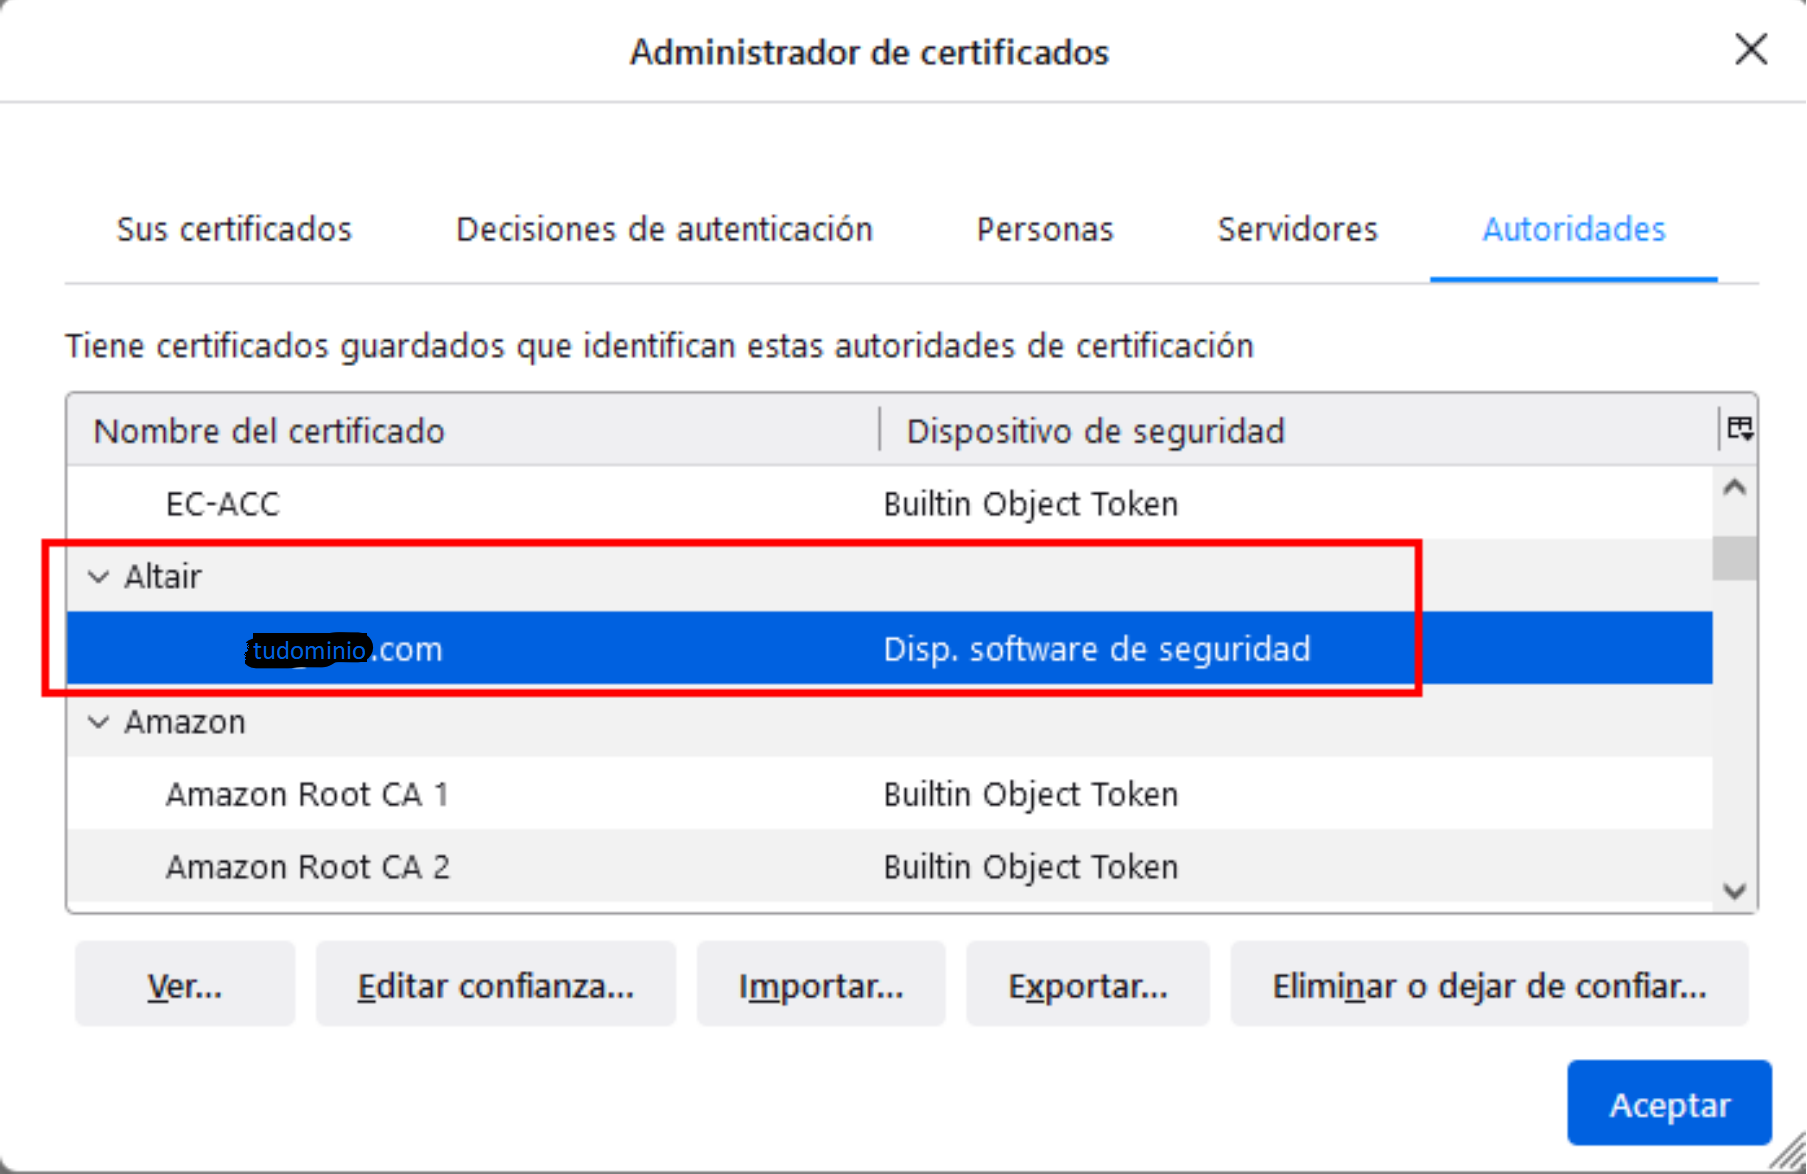 Administrador de certificados
Sus certificados Decisiones de autenticación Personas Servidores Autoridades
Tiene certificados guardados que identifican estas autoridades de certificación
Nombre del certificado Dispositivo de seguridad
EC-ACC Builtin Object Token
Altair
tudominio.com Disp. software de seguridad
Amazon
Amazon Root CA 1 Builtin Object Token
Amazon Root CA 2 Builtin Object Token
Ver... Editar confianza... Importar... Exportar... Eliminar o dejar de confiar...
Aceptar